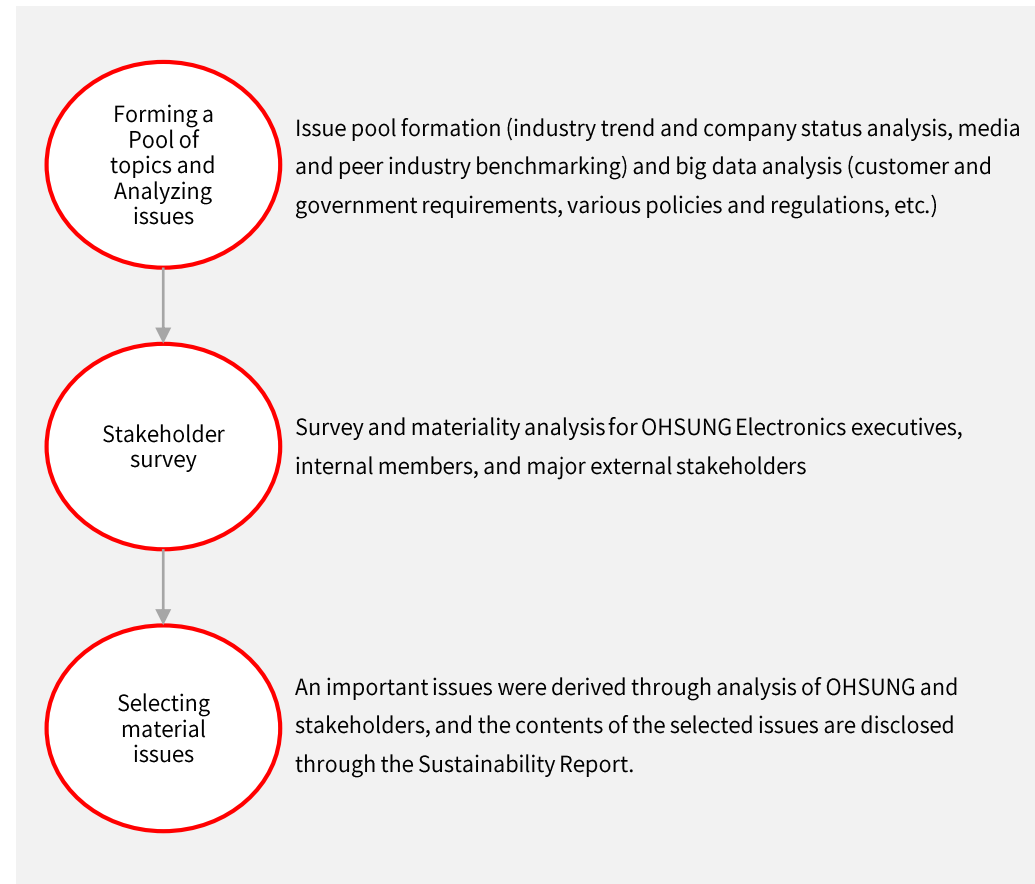 Forming a
Pool of
topics and
Analyzing
issues
Issue pool formation (industry trend and company status analysis, media
and peer industry benchmarking) and big data analysis (customer and
government requirements, various policies and regulations, etc.)
Stakeholder
survey
Survey and materiality analysis for OHSUNG Electronics executives,
internal members, and major external stakeholders
Selecting
material
issues
An important issues were derived through analysis of OHSUNG and
stakeholders, and the contents of the selected issues are disclosed
through the Sustainability Report.